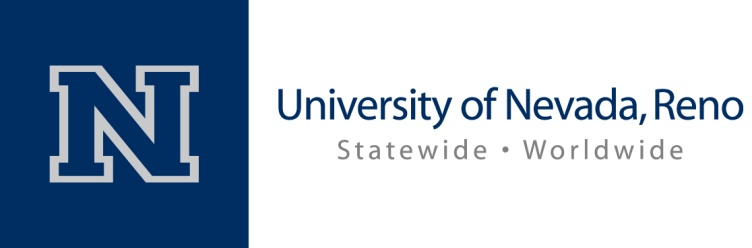 N
University of Nevada, Reno
Statewide • Worldwide